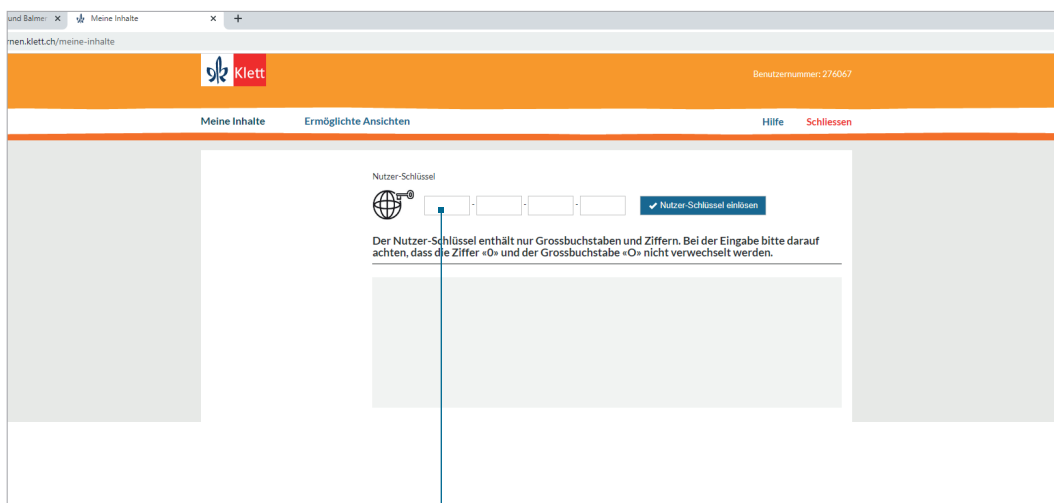 und Balmer
Meine Inhalte
rnen.klett.ch/meine-inhalte
Klett
Benutzernummer: 276067
Meine Inhalte
Ermöglichte Ansichten
Hilfe
Schliessen
Nutzer-Schlüssel
- - -
Nutzer-Schlüssel einlösen
Der Nutzer-Schlüssel enthält nur Grossbuchstaben und Ziffern. Bei der Eingabe bitte darauf
achten, dass die Ziffer «0» und der Grossbuchstabe «O» nicht verwechselt werden.